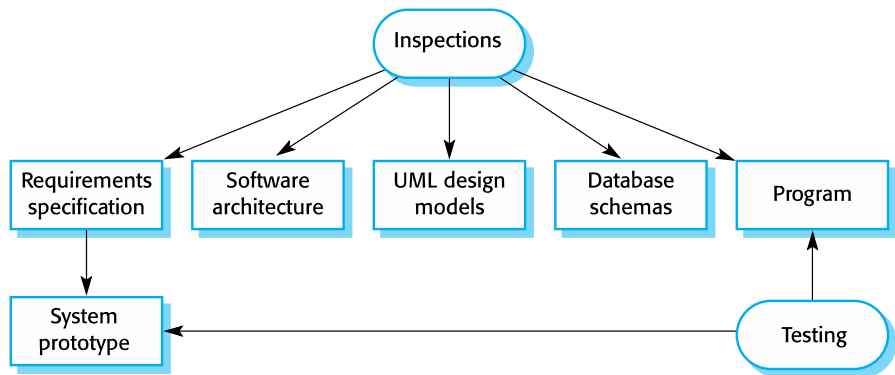 Inspections
Requirements
specification
Software
architecture
UML design
models
Database
schemas
Program
System
prototype
Testing